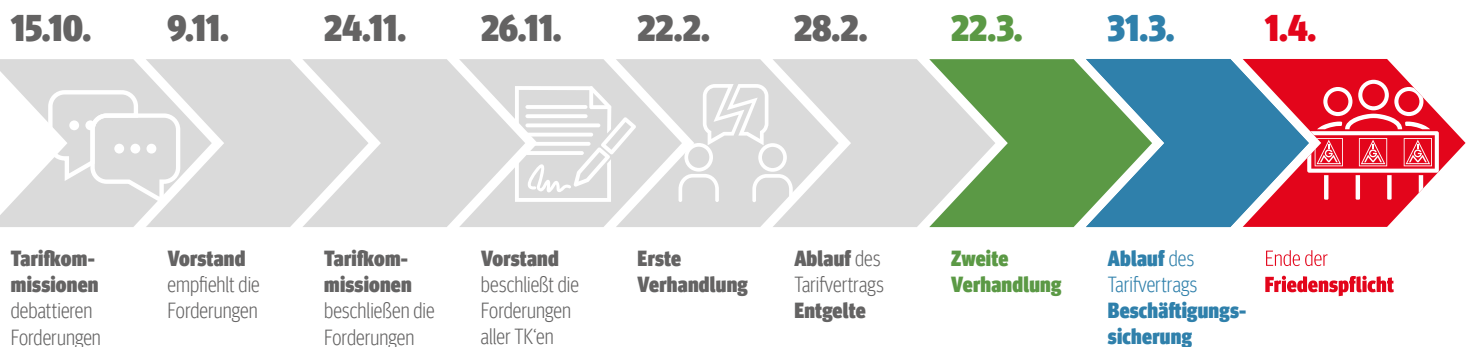 15.10.
9.11.
24.11.
26.11.
22.2.
28.2.
22.3.
31.3.
1.4.
Tarifkom-
missionen
debattieren
Forderungen
Vorstand
empfiehlt die
Forderungen
Tarifkom-
missionen
beschließen die
Forderungen
Vorstand
beschließt die
Forderungen
aller TK‘en
Erste
Verhandlung
Ablauf des
Tarifvertrags
Entgelte
Zweite
Verhandlung
Ablauf des
Tarifvertrags
Beschäftigungs-
sicherung
Ende der
Friedenspflicht